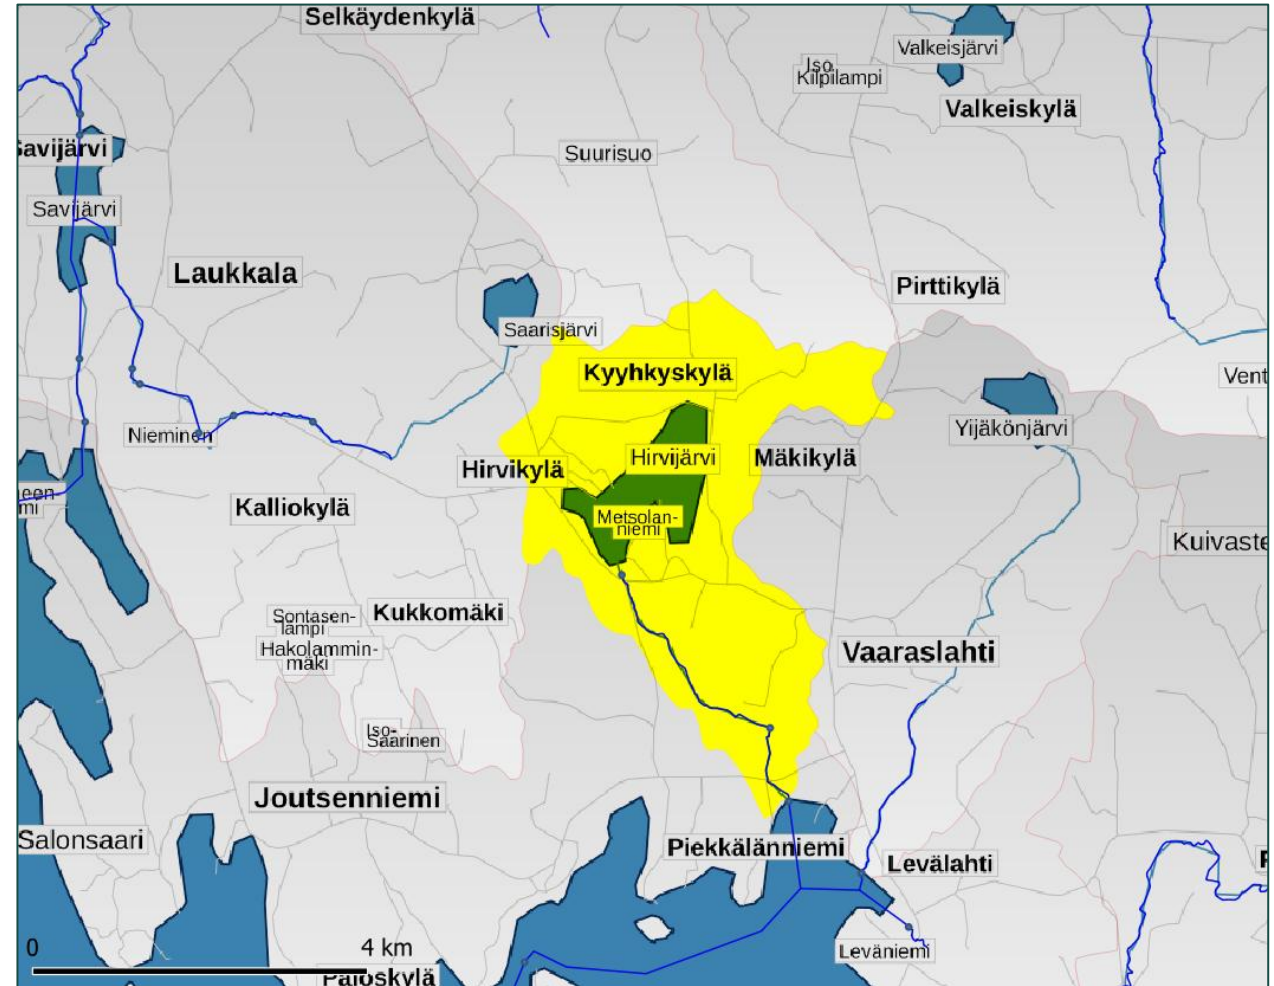 Selkäydenkylä
Valkeisjärvi
Iso
Kilpilampi
Valkeiskylä
Savijärvi
Suurisuo
Savijärvi
Laukkala
Pirttikylä
Saarisjärvi
Kyyhkyskylä
Vent
Nieminen
Yijäkönjärvi
Hirvijärvi
Mäkikylä
Hirvikylä
een-
mi
Kalliokylä
Metsolan-
niemi
Kuivaste
Sontasen-
lampi
Kukkomäki
Hakolammin-
mäki
Vaaraslahti
Iso-
Saarinen
Joutsenniemi
Salonsaari
Piekkälänniemi
Levälahti
0
4 km
Leväniemi
Paloskylä